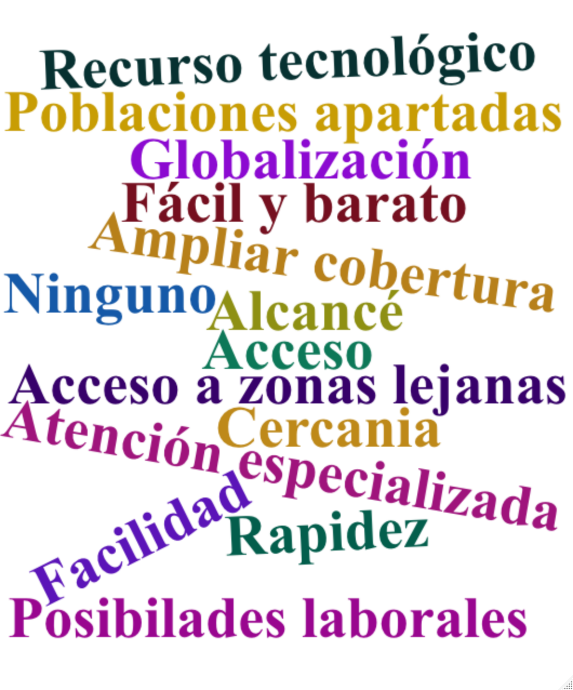 Recurso tecnológico
Poblaciones apartadas
Globalización
Fácil y barato
Ampliar cobertura
Ninguno
Alcancé
Acceso
Acceso a zonas lejanas
Cercania
Atención especializada
Facilidad
Rapidez
Posibilades laborales